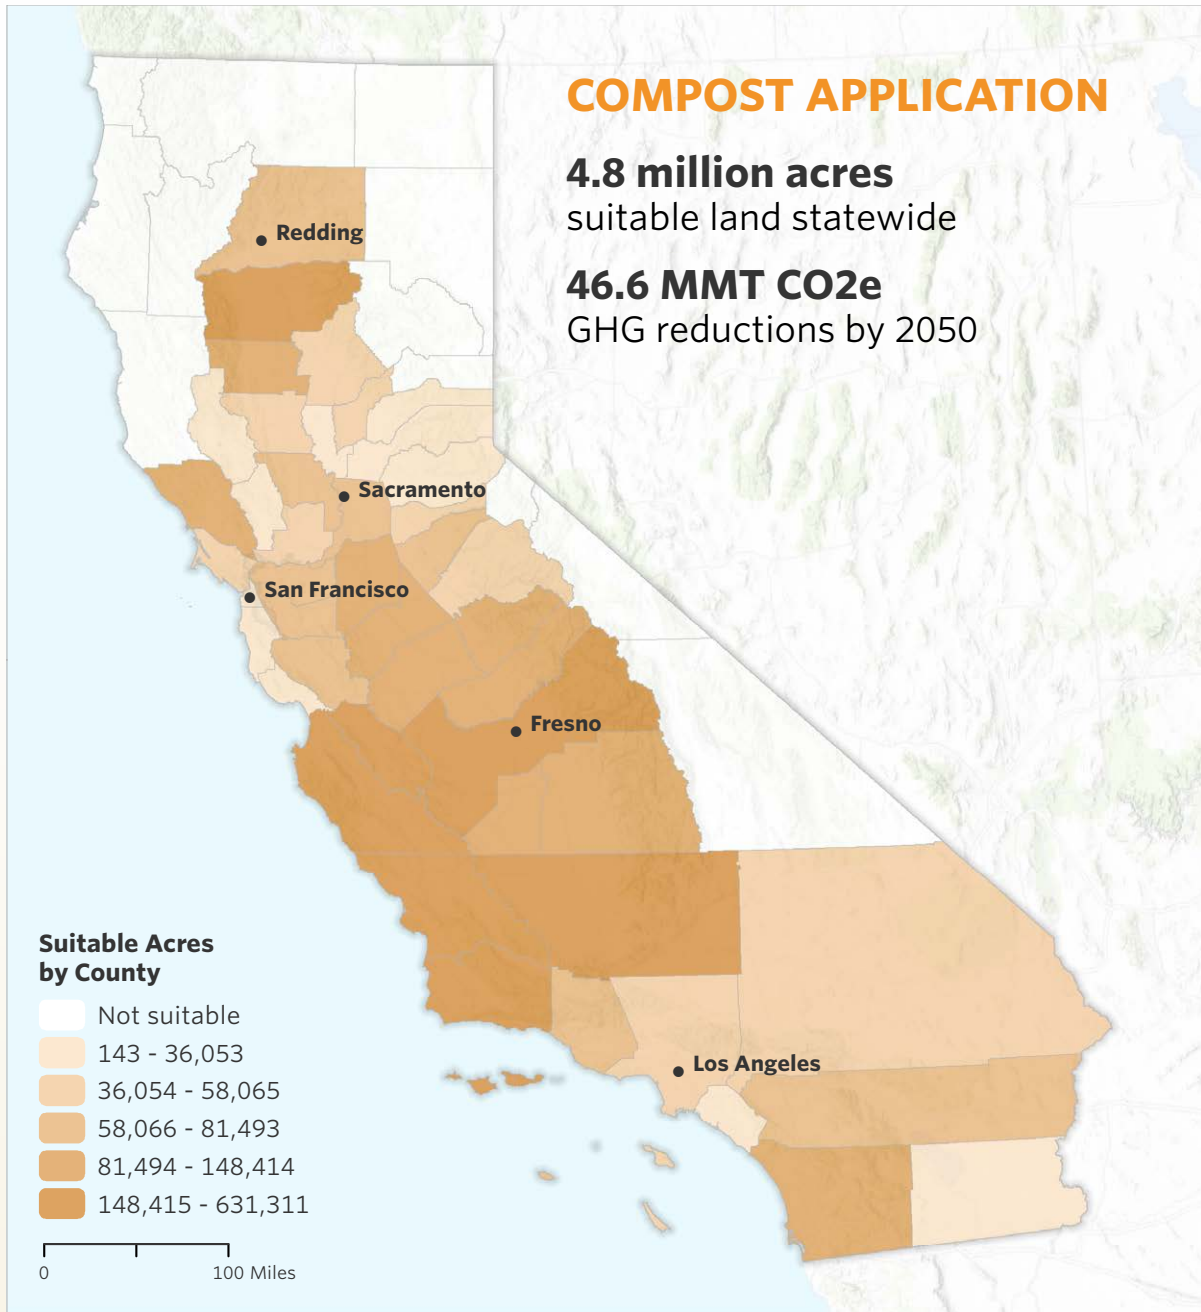 COMPOST APPLICATION
4.8 million acres
suitable land statewide
46.6 MMT CO2e
GHG reductions by 2050
Redding
Sacramento
San Francisco
Fresno
Los Angeles
Suitable Acres
by County
Not suitable
143 - 36,053
36,054 - 58,065
58,066 - 81,493
81,494 - 148,414
148,415 - 631,311
0 100 Miles